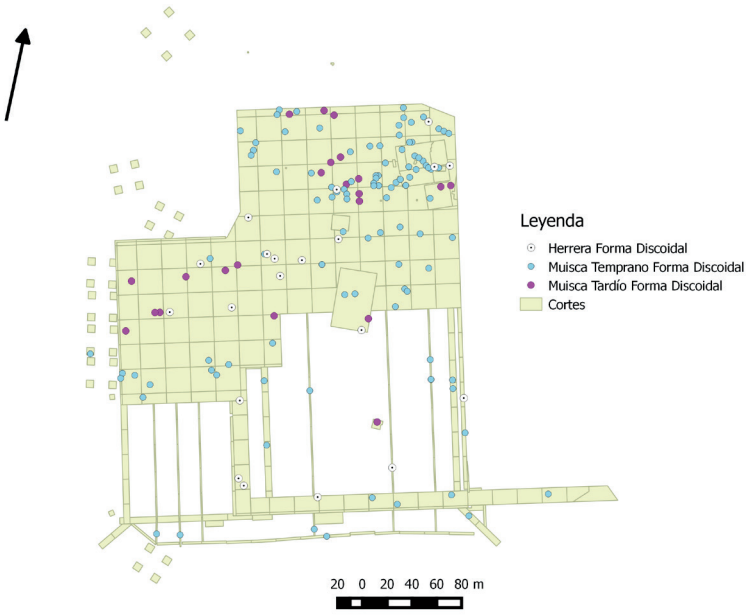 Leyenda
Herrera Forma Discoidal
Muisca Temprano Forma Discoidal
Muisca Tardío Forma Discoidal
Cortes
20 0 20 40 60 80 m